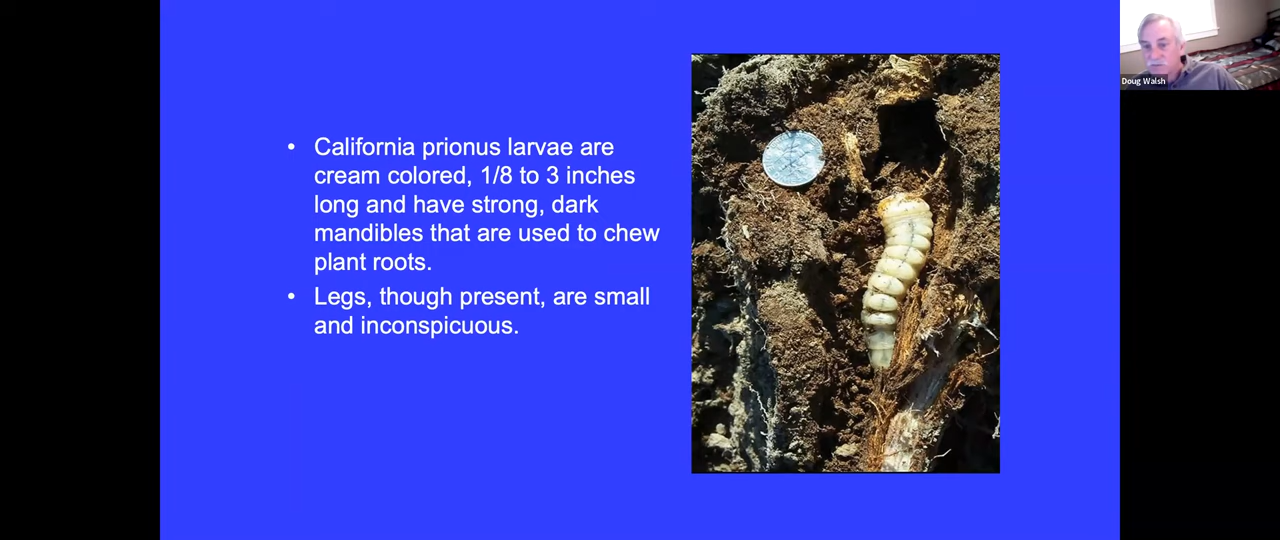 • California prionus larvae are
cream colored, 1/8 to 3 inches
long and have strong, dark
mandibles that are used to chew
plant roots.
• Legs, though present, are small
and inconspicuous.
Doug Walsh